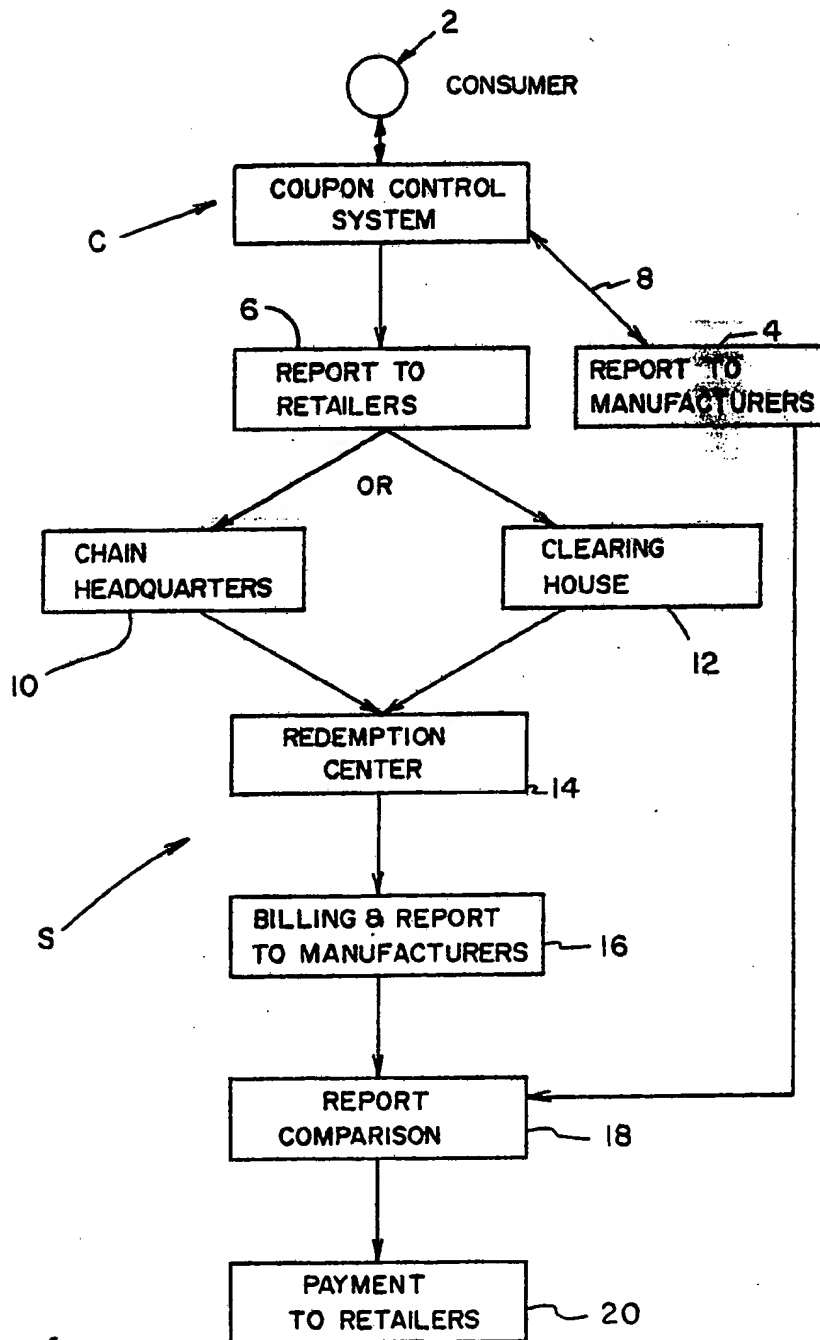 2
CONSUMER
COUPON CONTROL
SYSTEM
C
8
6
4
REPORT TO
RETAILERS
REPORT TO
MANUFACTURERS
OR
CHAIN
HEADQUARTERS
CLEARING
HOUSE
10
12
REDEMPTION
CENTER
14
S
BILLING & REPORT
TO MANUFACTURERS
16
REPORT
COMPARISON
18
PAYMENT
TO RETAILERS
20